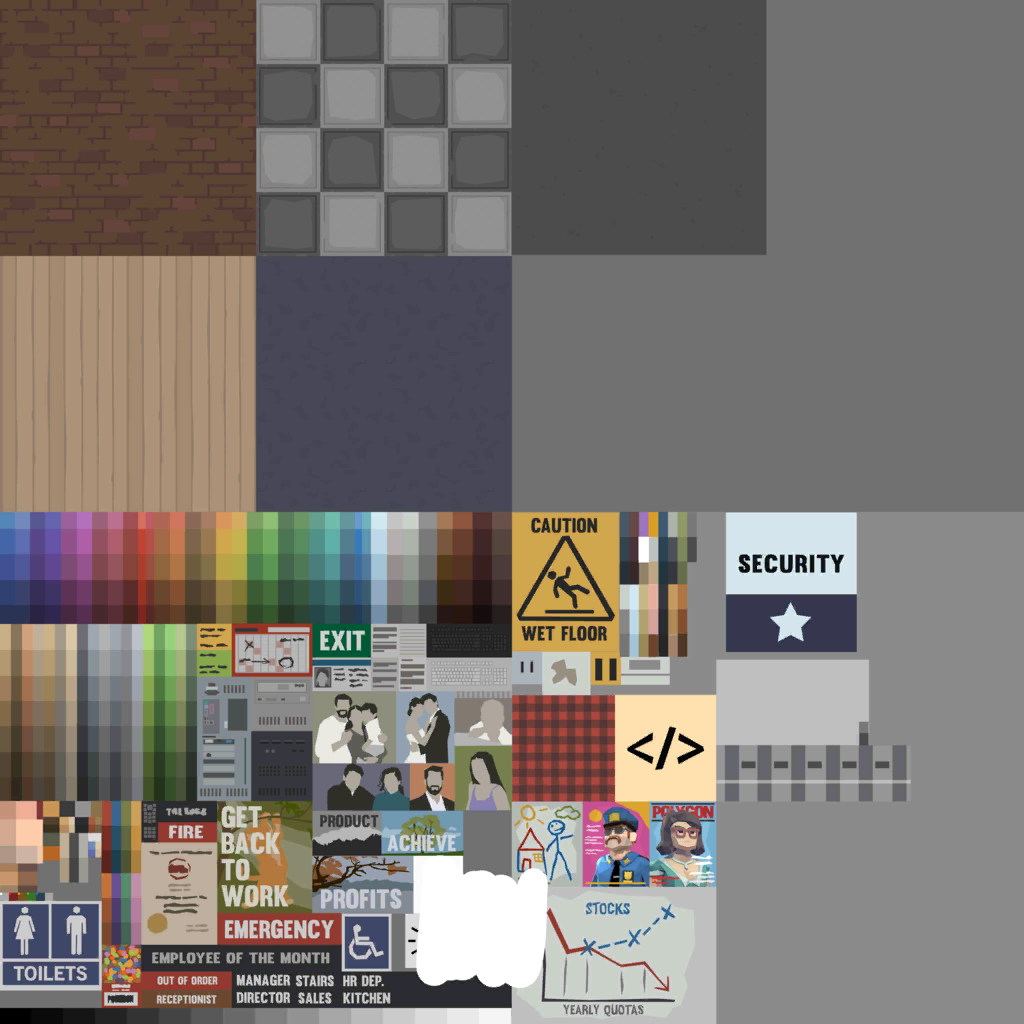 CAUTION
WET FLOOR
SECURITY
EXIT
</>
FIRE
GET
BACK
TO
WORK
PRODUCT
ACHIEVE
PROFITS
POLYGON
EMERGENCY
EMPLOYEE OF THE MONTH
TOILETS
OUT OF ORDER
RECEPTIONIST
MANAGER STAIRS HR DEP.
DIRECTOR SALES KITCHEN
STOCKS
YEARLY QUOTAS